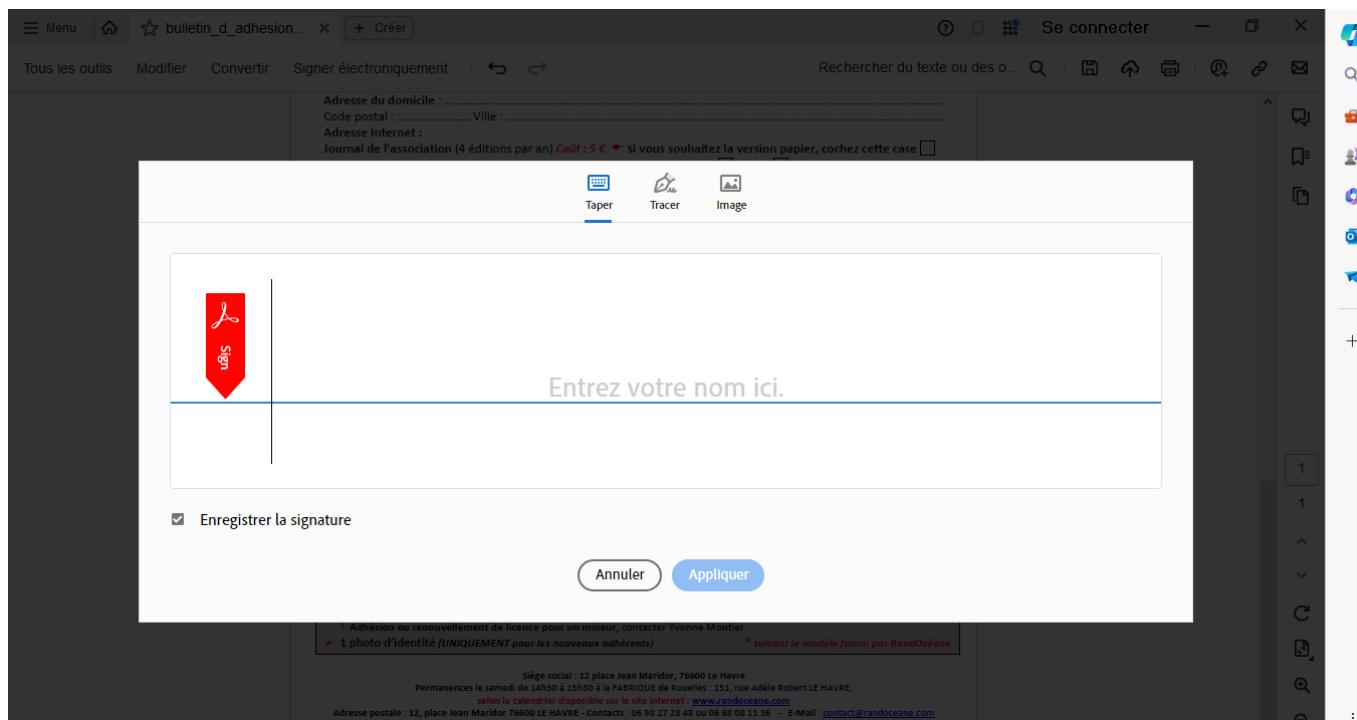 Menu bulletin_d_adhesion... + Créer Se connecter
Tous les outils Modifier Convertir Signer électroniquement Rechercher du texte ou des o...
Adresse du domicile :
Code postal : Ville :
Adresse Internet :
Journal de l'association (4 éditions par an) Coût : 5 € si vous souhaitez la version papier, cochez cette case
Taper Tracer Image
Sign
Entrez votre nom ici.
Enregistrer la signature
Annuler Appliquer
1
1
! Adhésion ou renouvellement de licence pour un mineur, contacter Yvonne Montier
➢ 1 photo d'identité (UNIQUEMENT pour les nouveaux adhérents) * suivant le modèle fourni par RandOcéane
Siège social : 12 place Jean Maridor, 76600 Le Havre
Permanences le samedi de 14h30 à 15h30 à la FABRIQUE de Rouelles : 151, rue Adèle Robert LE HAVRE,
selon le calendrier disponible sur le site internet : www.randoceane.com
Adresse postale : 12, place Jean Maridor 76600 LE HAVRE - Contacts : 06 98 27 28 48 ou 06 68 08 11 36 - E-Mail : contact@randoceane.com